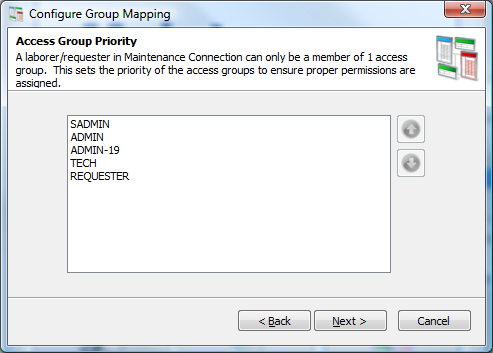 Configure Group Mapping
Access Group Priority
A laborer/requester in Maintenance Connection can only be a member of 1 access
group.  This sets the priority of the access groups to ensure proper permissions are
assigned.
SADMIN
ADMIN
ADMIN-19
TECH
REQUESTER
< Back
Next >
Cancel